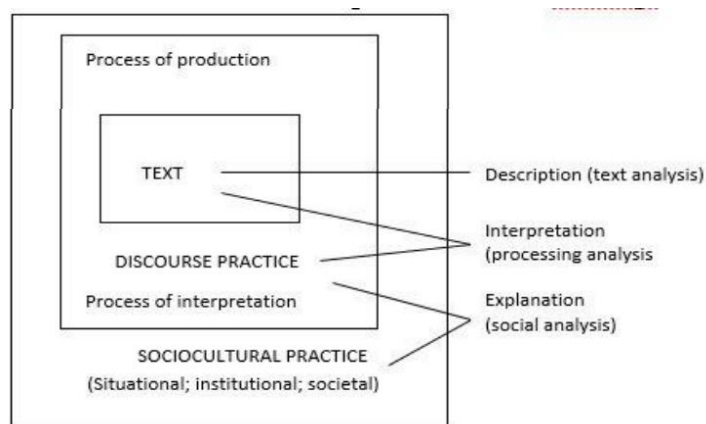 Process of production
TEXT
Description (text analysis)
Interpretation
(processing analysis
DISCOURSE PRACTICE
Process of interpretation
Explanation
(social analysis)
SOCIOCULTURAL PRACTICE
(Situational; institutional; societal)